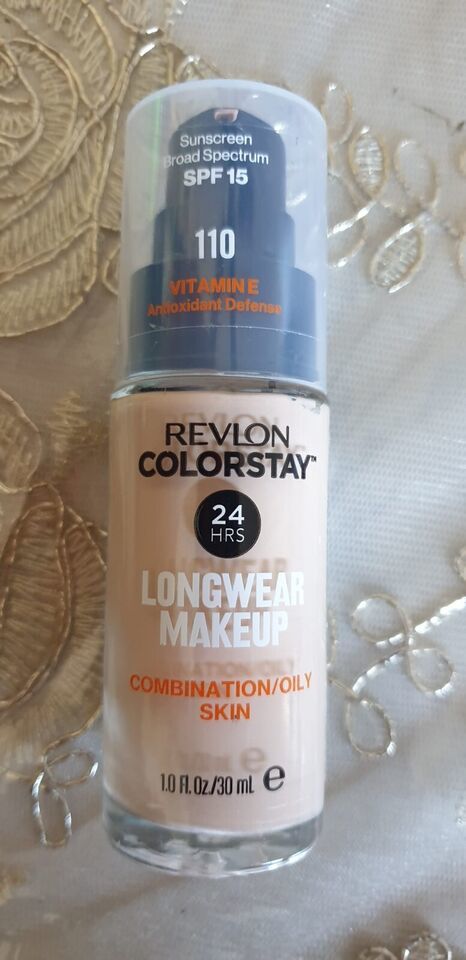 Sunscreen
Broad Spectrum
SPF 15
110
VITAMIN E
Antioxidant Defense
REVLON
COLORSTAY™
24
HRS
LONGWEAR
MAKEUP
COMBINATION/OILY
SKIN
1.0 Fl.Oz./30 mL ℮